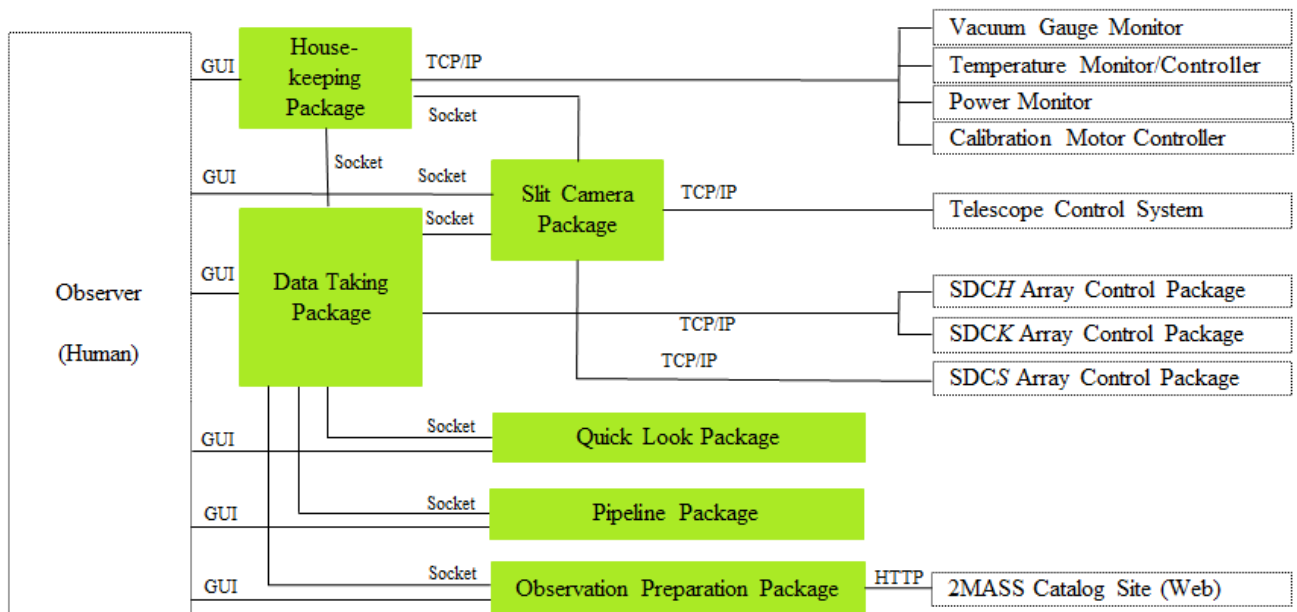 House-
keeping
Package
GUI
TCP/IP
Socket
Vacuum Gauge Monitor
Temperature Monitor/Controller
Power Monitor
Calibration Motor Controller
Socket
GUI
Socket
Slit Camera
Package
TCP/IP
Telescope Control System
Socket
Observer
(Human)
GUI
Data Taking
Package
TCP/IP
SDCH Array Control Package
SDCK Array Control Package
TCP/IP
SDCS Array Control Package
GUI
Socket
Quick Look Package
GUI
Socket
Pipeline Package
GUI
Socket
Observation Preparation Package
HTTP
2MASS Catalog Site (Web)